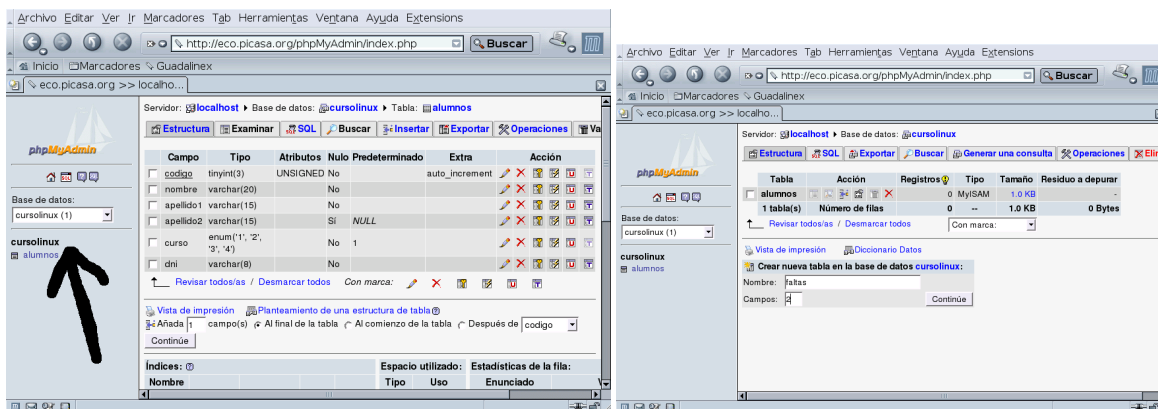 Archivo Editar Ver Ir Marcadores Tab Herramientas Ventana Ayuda Extensions
http://eco.picasa.org/phpMyAdmin/index.php Buscar
Inicio Marcadores Guadalinex
eco.picasa.org >> localho...
phpMyAdmin
Base de datos:
cursolinux (1)
cursolinux
alumnos
Servidor: localhost Base de datos: cursolinux Tabla: alumnos
Estructura Examinar SQL Buscar Insertar Exportar Operaciones Va
Campo Tipo Atributos Nulo Predeterminado Extra Acción
codigo tinyint(3) UNSIGNED No auto_increment
nombre varchar(20) No
apellido1 varchar(15) No
apellido2 varchar(15) Sí NULL
curso enum('1', '2', '3', '4') No 1
dni varchar(8) No
Revisar todos/as / Desmarcar todos Con marca:
Vista de impresión Planteamiento de una estructura de tabla
Añada 1 campo(s) Al final de la tabla Al comienzo de la tabla Después de codigo
Continúe
Índices: Espacio utilizado: Estadísticas de la fila:
Nombre Tipo Uso Enunciado V
Archivo Editar Ver Ir Marcadores Tab Herramientas Ventana Ayuda Extensions
http://eco.picasa.org/phpMyAdmin/index.php Buscar
Inicio Marcadores Guadalinex
eco.picasa.org >> localho...
phpMyAdmin
Base de datos:
cursolinux (1)
cursolinux
alumnos
Servidor: localhost Base de datos: cursolinux
Estructura SQL Exportar Buscar Generar una consulta Operaciones Elir
Tabla Acción Registros Tipo Tamaño Residuo a depurar
alumnos 0 MyISAM 1.0 KB -
1 tabla(s) Número de filas 0 -- 1.0 KB 0 Bytes
Revisar todos/as / Desmarcar todos Con marca:
Vista de impresión Diccionario Datos
Crear nueva tabla en la base de datos cursolinux:
Nombre: faltas
Campos: 2 Continúe